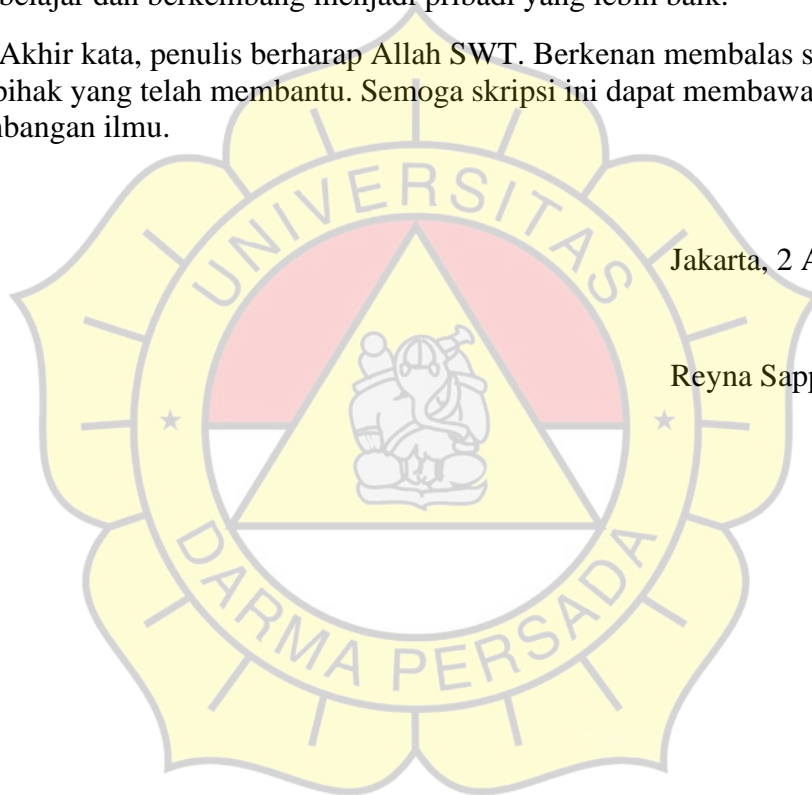 belajar dan berkembang menjadi pribadi yang lebih baik.
Akhir kata, penulis berharap Allah SWT. Berkenan membalas s
pihak yang telah membantu. Semoga skripsi ini dapat membawa
mbangan ilmu.
UNIVERSITAS
Jakarta, 2 A
Reyna Sapp
DARMA PERSADA